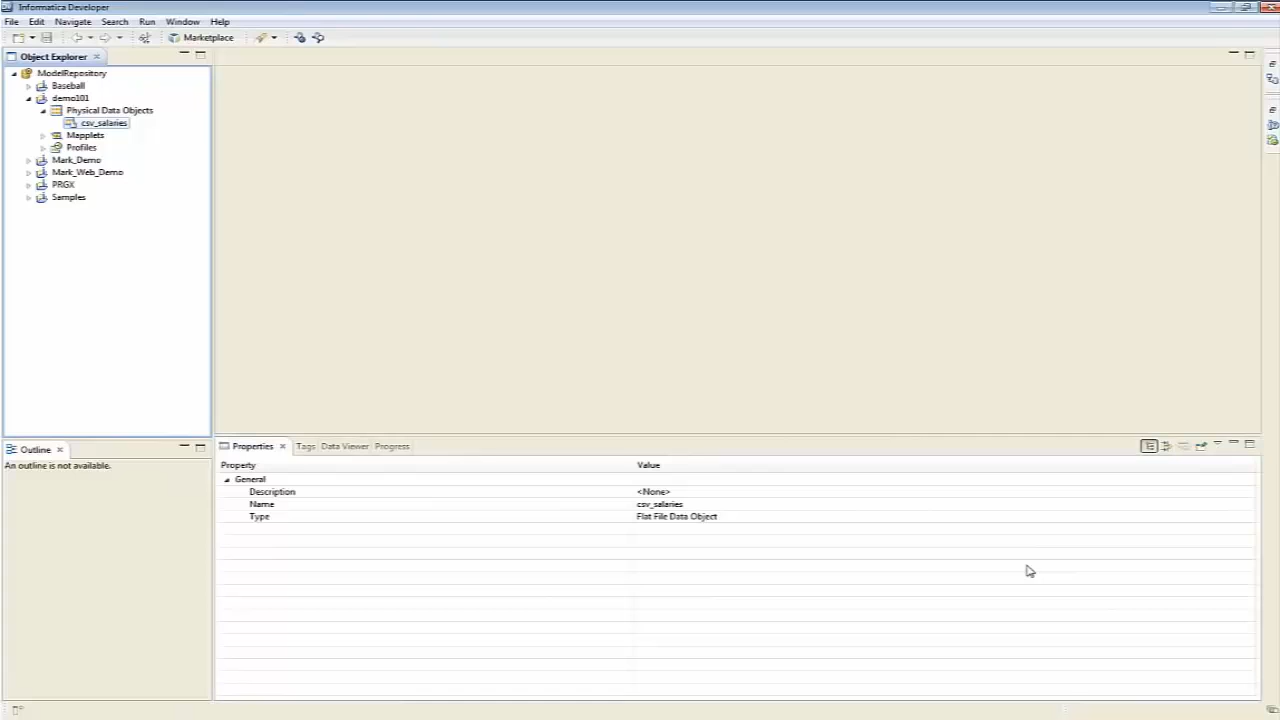 Informatica Developer
File Edit Navigate Search Run Window Help
Marketplace
Object Explorer
ModelRepository
Baseball
demo101
Physical Data Objects
csv_salaries
Mapplets
Profiles
Mark_Demo
Mark_Web_Demo
PRGX
Samples
Outline
An outline is not available.
Properties Tags Data Viewer Progress
Property Value
General
Description <None>
Name csv_salaries
Type Flat File Data Object